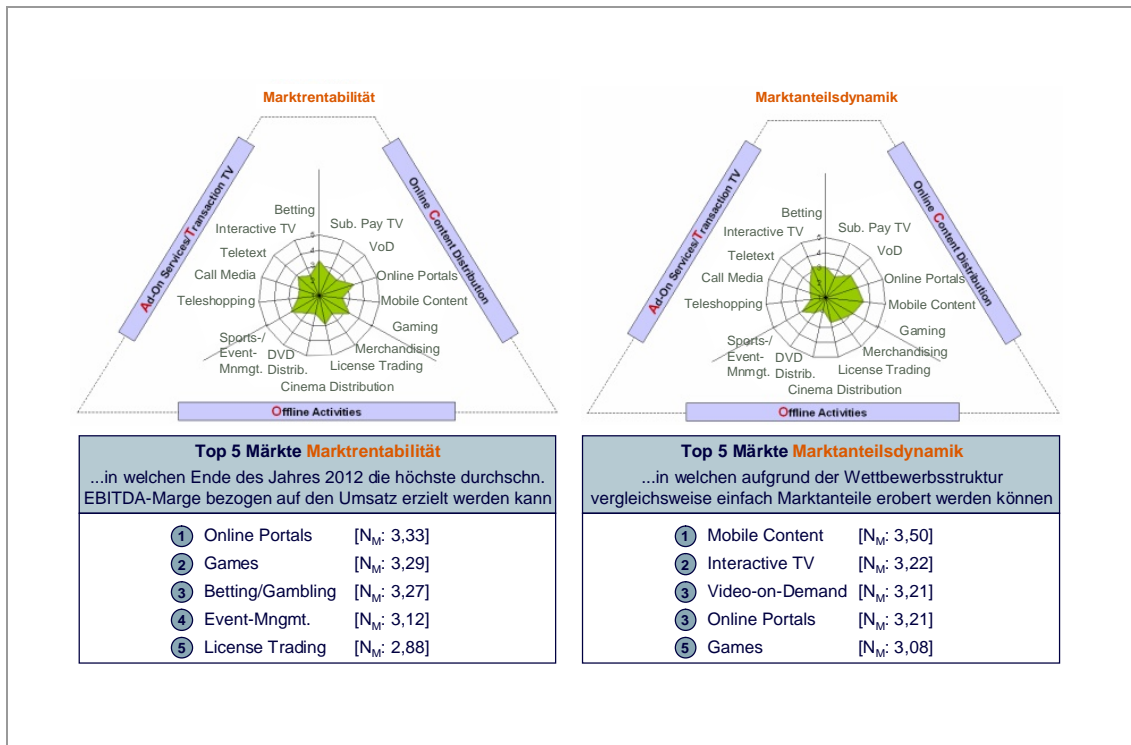 Marktrentabilität
Ad-On Services/Transaction TV
Online Content Distribution
Betting
Interactive TV
Sub. Pay TV
Teletext
VoD
Call Media
Online Portals
Teleshopping
Mobile Content
Gaming
Sports-/
Event-
Mnmgt.
DVD
Distrib.
Merchandising
License Trading
Cinema Distribution
5
4
3
2
Offline Activities
Top 5 Märkte Marktrentabilität
...in welchen Ende des Jahres 2012 die höchste durchschn.
EBITDA-Marge bezogen auf den Umsatz erzielt werden kann
1 Online Portals [NM: 3,33]
2 Games [NM: 3,29]
3 Betting/Gambling [NM: 3,27]
4 Event-Mngmt. [NM: 3,12]
5 License Trading [NM: 2,88]
Marktanteilsdynamik
Ad-On Services/Transaction TV
Online Content Distribution
Betting
Interactive TV
Sub. Pay TV
Teletext
VoD
Call Media
Online Portals
Teleshopping
Mobile Content
Gaming
Sports-/
Event-
Mnmgt.
DVD
Distrib.
Merchandising
License Trading
Cinema Distribution
5
4
3
2
Offline Activities
Top 5 Märkte Marktanteilsdynamik
...in welchen aufgrund der Wettbewerbsstruktur
vergleichsweise einfach Marktanteile erobert werden können
1 Mobile Content [NM: 3,50]
2 Interactive TV [NM: 3,22]
3 Video-on-Demand [NM: 3,21]
3 Online Portals [NM: 3,21]
5 Games [NM: 3,08]